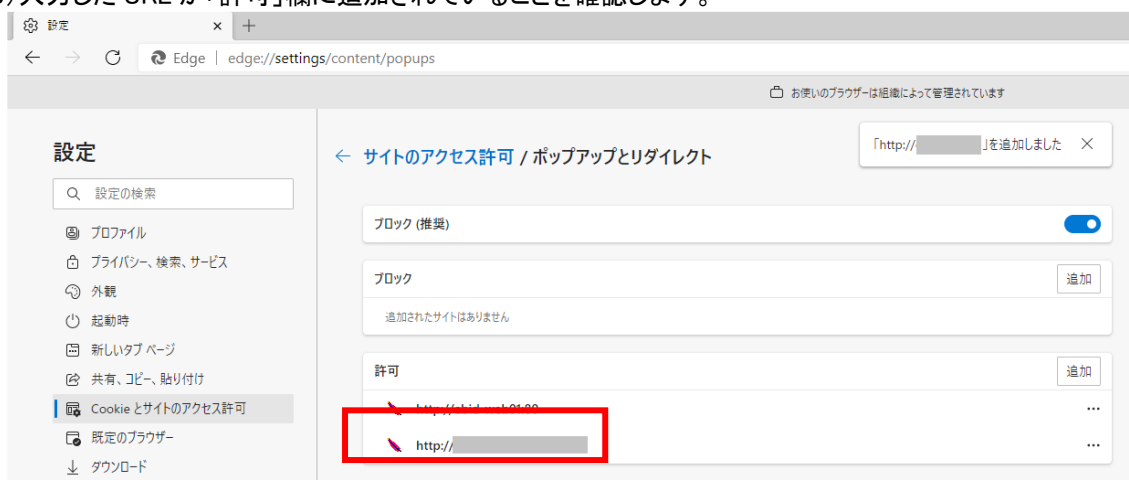 入力した URL が「許可」欄に追加されていることを確認します。
設定
Edge edge://settings/content/popups
お使いのブラウザーは組織によって管理されています
設定
サイトのアクセス許可 / ポップアップとリダイレクト
「http:// 」を追加しました
設定の検索
プロファイル
プライバシー、検索、サービス
外観
起動時
新しいタブ ページ
共有、コピー、貼り付け
Cookie とサイトのアクセス許可
既定のブラウザー
ダウンロード
ブロック (推奨)
ブロック
追加
追加されたサイトはありません
許可
追加
http://